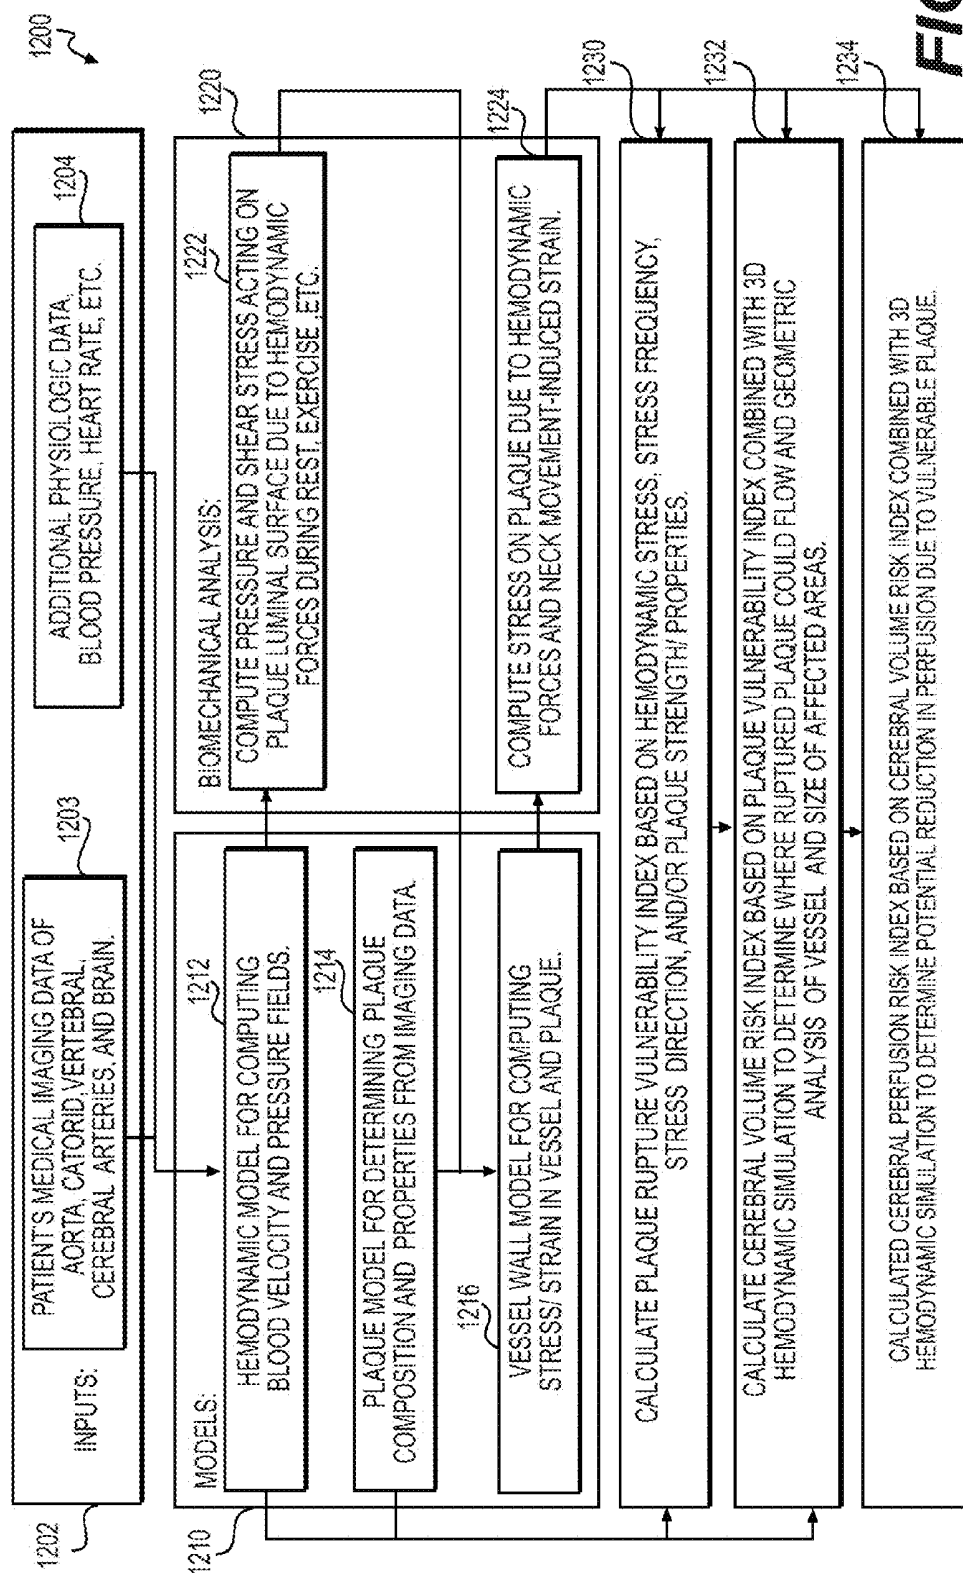 1200
1202
INPUTS:
PATIENT'S MEDICAL IMAGING DATA OF
AORTA, CATORID, VERTEBRAL,
CEREBRAL ARTERIES, AND BRAIN.
1203
ADDITIONAL PHYSIOLOGIC DATA,
BLOOD PRESSURE, HEART RATE, ETC.
1204
1210
MODELS:
1212
HEMODYNAMIC MODEL FOR COMPUTING
BLOOD VELOCITY AND PRESSURE FIELDS.
1214
PLAQUE MODEL FOR DETERMINING PLAQUE
COMPOSITION AND PROPERTIES FROM IMAGING DATA.
1216
VESSEL WALL MODEL FOR COMPUTING
STRESS/ STRAIN IN VESSEL AND PLAQUE.
1220
BIOMECHANICAL ANALYSIS:
1222
COMPUTE PRESSURE AND SHEAR STRESS ACTING ON
PLAQUE LUMINAL SURFACE DUE TO HEMODYNAMIC
FORCES DURING REST, EXERCISE ,ETC.
1224
COMPUTE STRESS ON PLAQUE DUE TO HEMODYNAMIC
FORCES AND NECK MOVEMENT-INDUCED STRAIN.
1230
CALCULATE PLAQUE RUPTURE VULNERABILITY INDEX BASED ON HEMODYNAMIC STRESS, STRESS FREQUENCY,
STRESS DIRECTION, AND/OR PLAQUE STRENGTH/ PROPERTIES.
1232
CALCULATE CEREBRAL VOLUME RISK INDEX BASED ON PLAQUE VULNERABILITY INDEX COMBINED WITH 3D
HEMODYNAMIC SIMULATION TO DETERMINE WHERE RUPTURED PLAQUE COULD FLOW AND GEOMETRIC
ANALYSIS OF VESSEL AND SIZE OF AFFECTED AREAS.
1234
CALCULATED CEREBRAL PERFUSION RISK INDEX BASED ON CEREBRAL VOLUME RISK INDEX COMBINED WITH 3D
HEMODYNAMIC SIMULATION TO DETERMINE POTENTIAL REDUCTION IN PERFUSION DUE TO VULNERABLE PLAQUE.